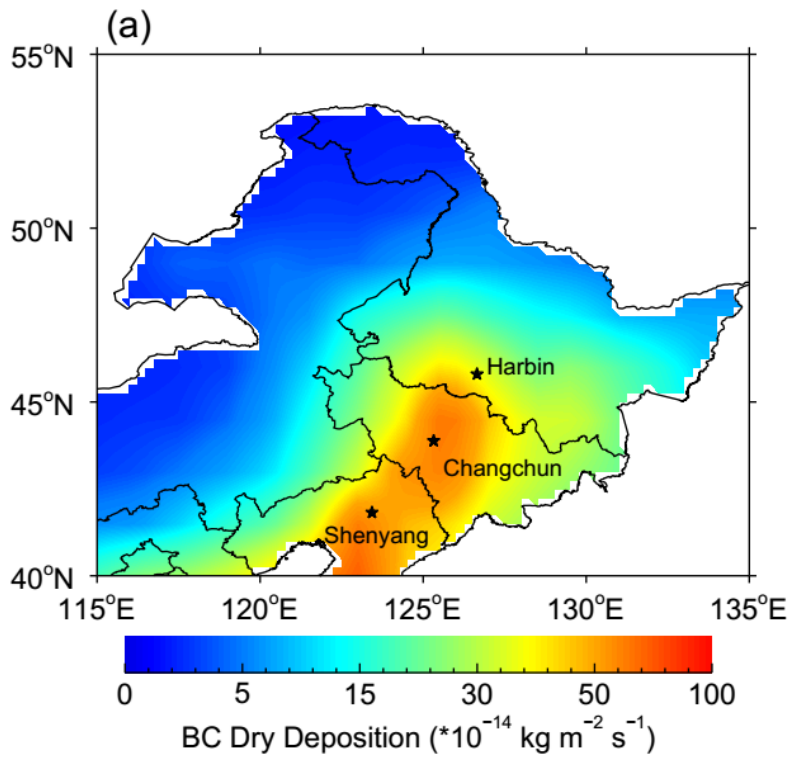 (a)
55°N
50°N
45°N
40°N
Harbin
Changchun
Shenyang
115°E 120°E 125°E 130°E 135°E
0 5 15 30 50 100
BC Dry Deposition (*10⁻¹⁴ kg m⁻² s⁻¹)